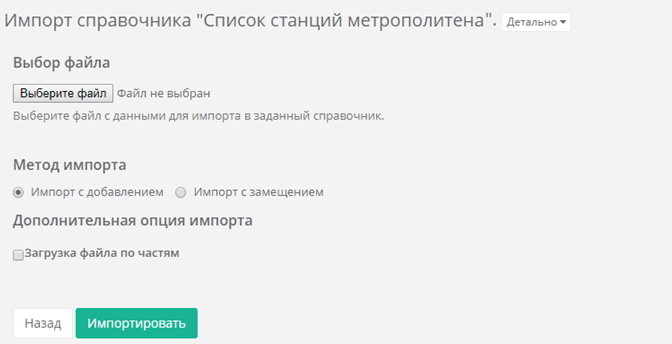 Импорт справочника "Список станций метрополитена". Детально
Выбор файла
Выберите файл Файл не выбран
Выберите файл с данными для импорта в заданный справочник.
Метод импорта
Импорт с добавлением Импорт с замещением
Дополнительная опция импорта
Загрузка файла по частям
Назад Импортировать